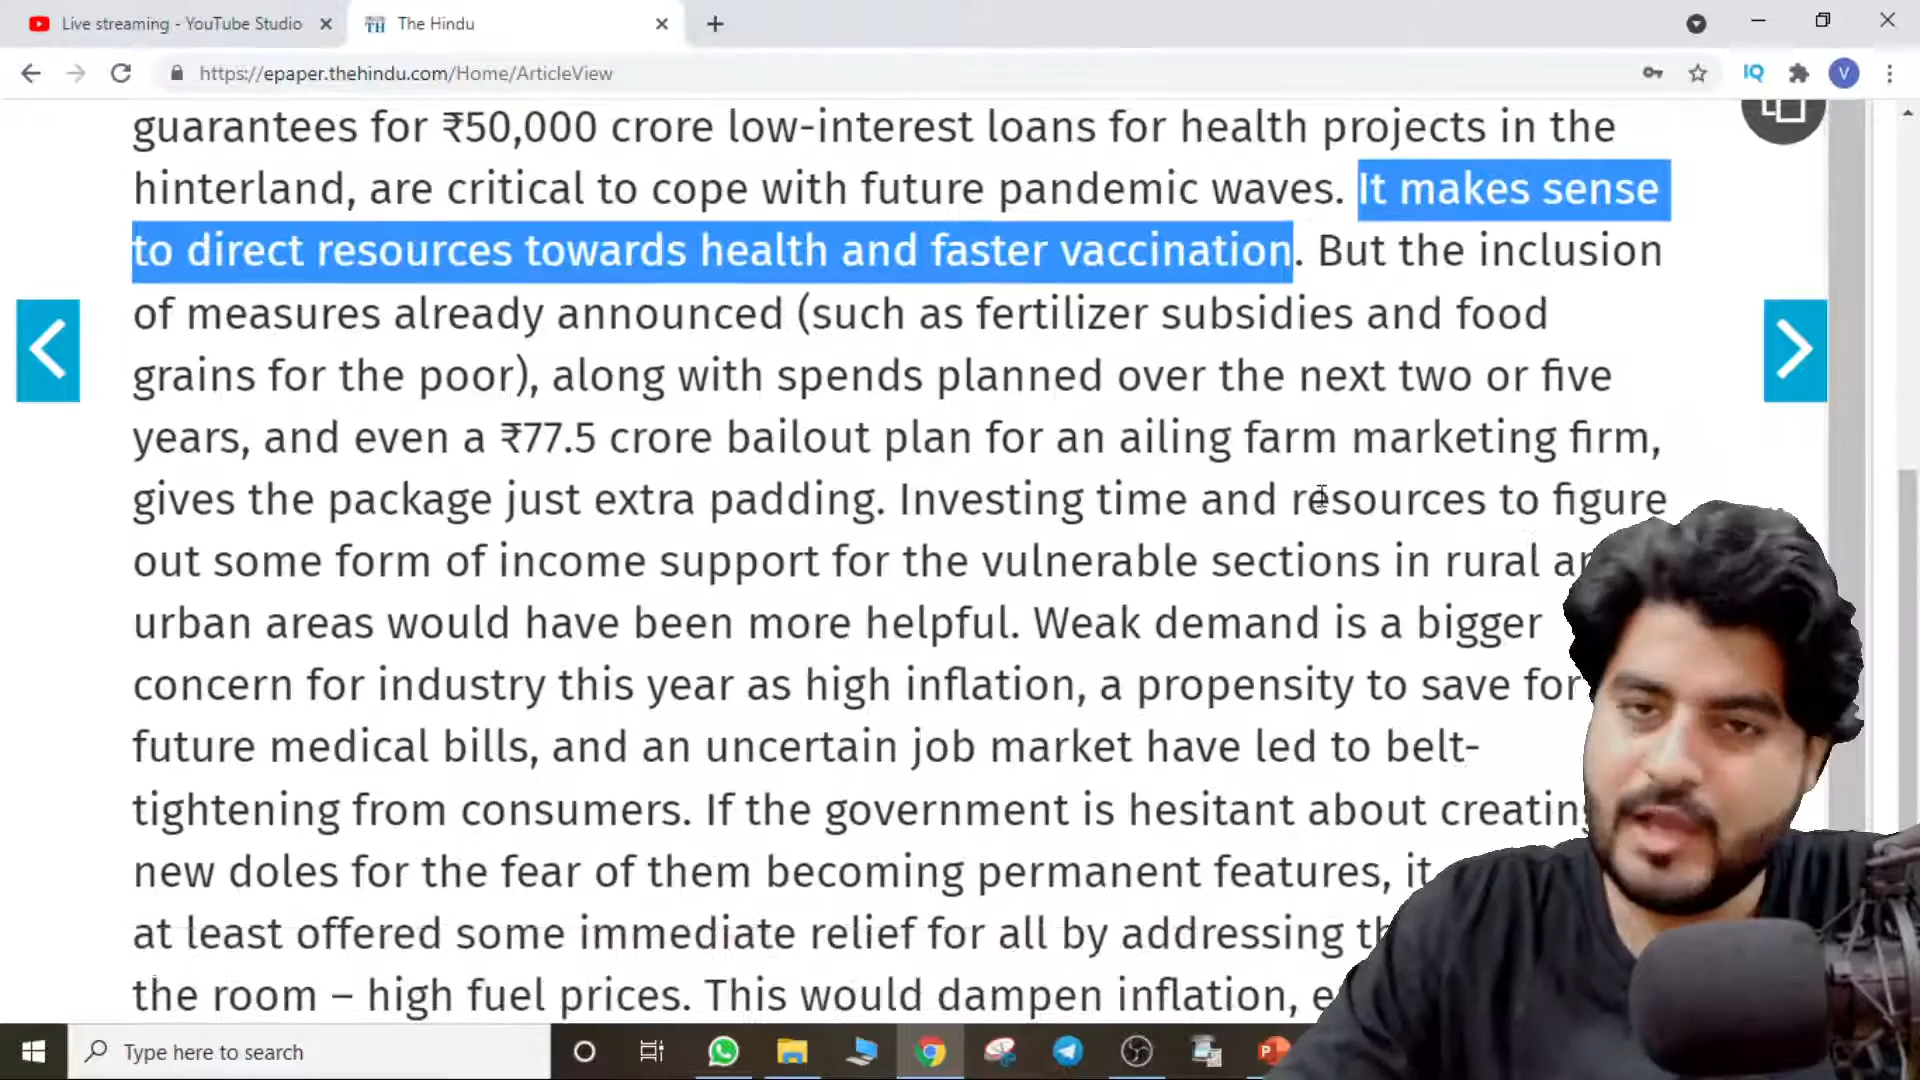 Live streaming - YouTube Studio
TH
The Hindu
https://epaper.thehindu.com/Home/ArticleView
IQ
V
guarantees for ₹50,000 crore low-interest loans for health projects in the
hinterland, are critical to cope with future pandemic waves. It makes sense
to direct resources towards health and faster vaccination. But the inclusion
of measures already announced (such as fertilizer subsidies and food
grains for the poor), along with spends planned over the next two or five
years, and even a ₹77.5 crore bailout plan for an ailing farm marketing firm,
gives the package just extra padding. Investing time and resources to figure
out some form of income support for the vulnerable sections in rural
urban areas would have been more helpful. Weak demand is a bigger
concern for industry this year as high inflation, a propensity to save for
future medical bills, and an uncertain job market have led to belt-
tightening from consumers. If the government is hesitant about creating
new doles for the fear of them becoming permanent features, it
at least offered some immediate relief for all by addressing
the room – high fuel prices. This would dampen inflation,
Type here to search